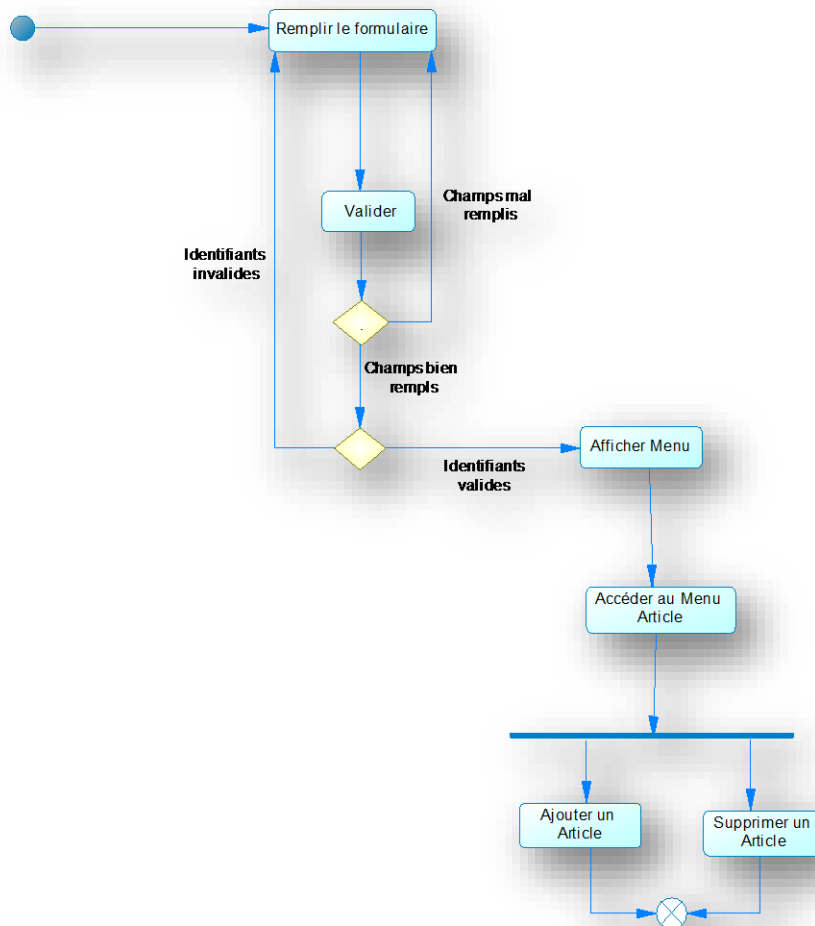 Remplir le formulaire
Champs mal
remplis
Valider
Identifiants
invalides
.
Champs bien
rempls
Afficher Menu
Identifiants
valides
Accéder au Menu
Article
Ajouter un
Article
Supprimer un
Article